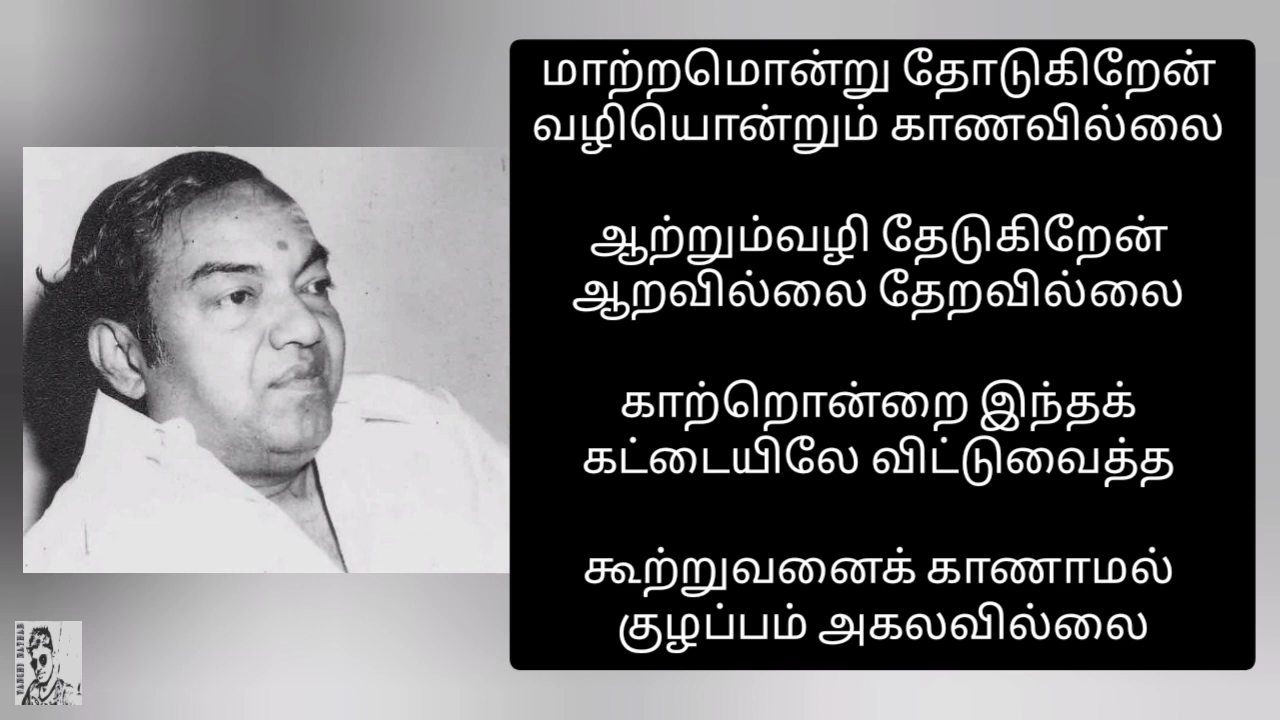 மாற்றமொன்று தோடுகிறேன்
வழியொன்றும் காணவில்லை
ஆற்றும்வழி தேடுகிறேன்
ஆறவில்லை தேறவில்லை
காற்றொன்றை இந்தக்
கட்டையிலே விட்டுவைத்த
கூற்றுவனைக் காணாமல்
குழப்பம் அகலவில்லை